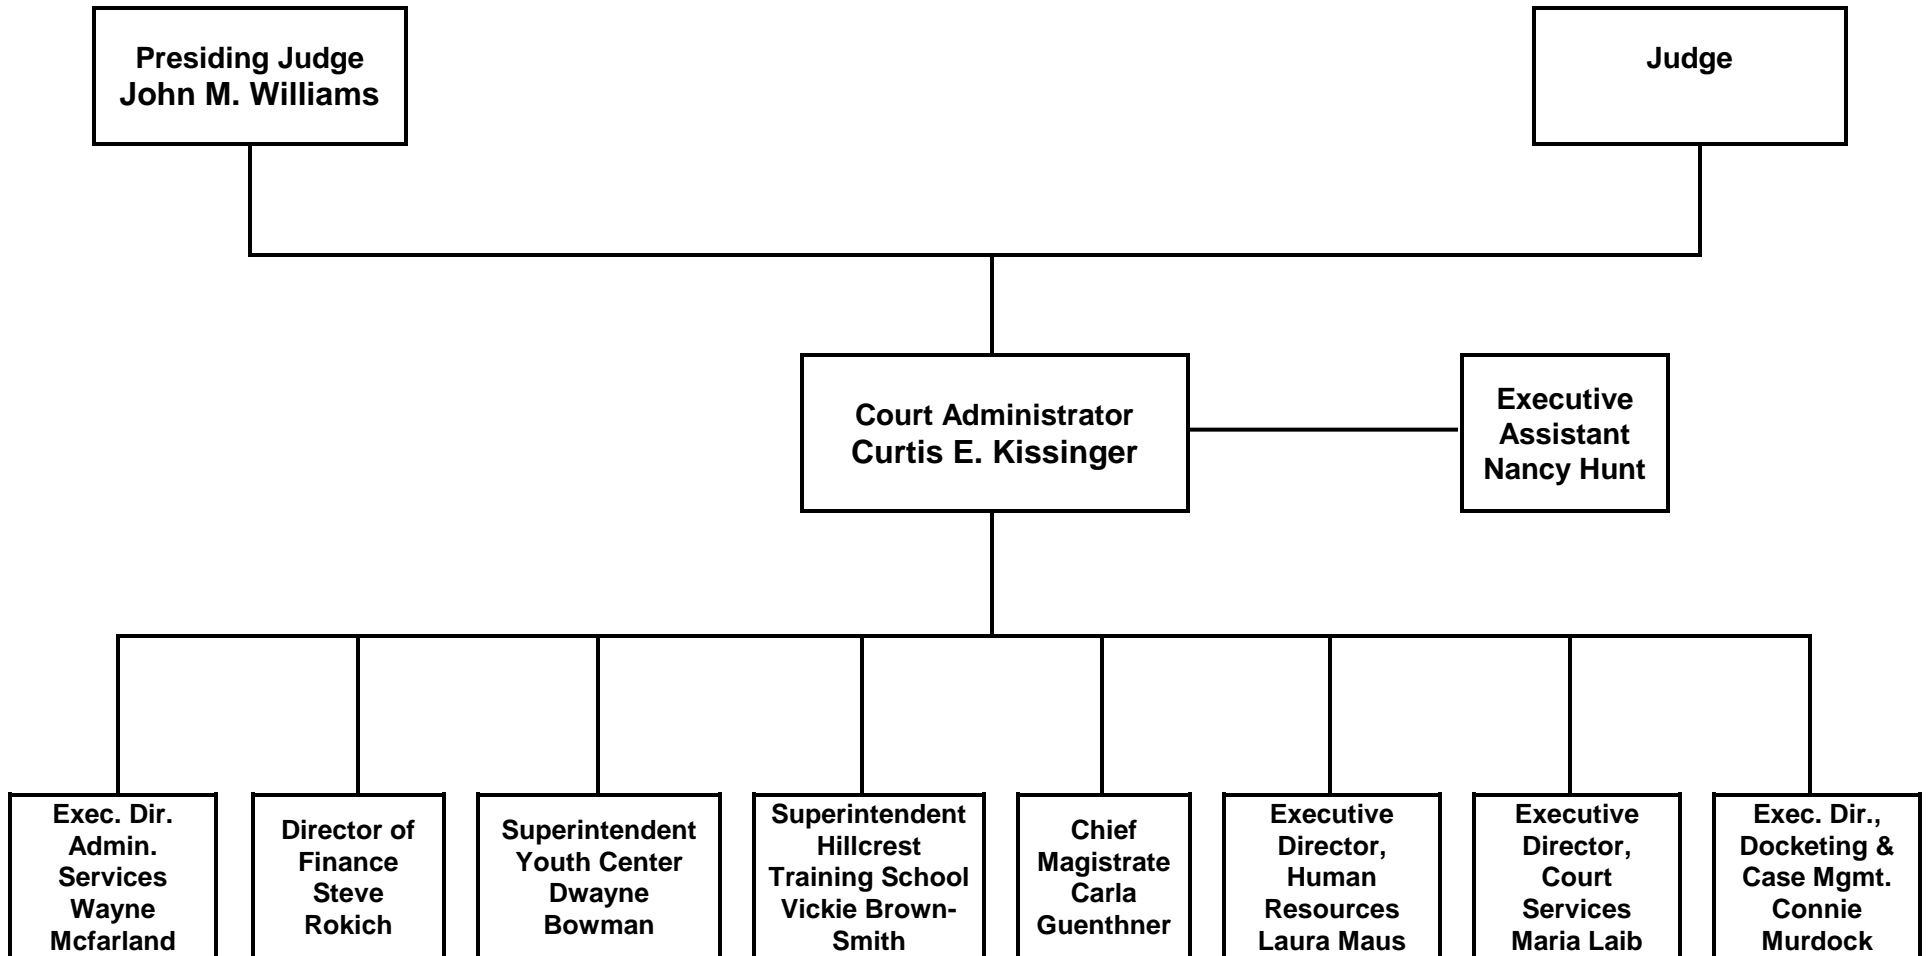 Presiding Judge
John M. Williams
Judge
Court Administrator
Curtis E. Kissinger
Executive
Assistant
Nancy Hunt
Exec. Dir.
Admin.
Services
Wayne
Mcfarland
Director of
Finance
Steve
Rokich
Superintendent
Youth Center
Dwayne
Bowman
Superintendent
Hillcrest
Training School
Vickie Brown-
Smith
Chief
Magistrate
Carla
Guenthner
Executive
Director,
Human
Resources
Laura Maus
Executive
Director,
Court
Services
Maria Laib
Exec. Dir.,
Docketing &
Case Mgmt.
Connie
Murdock